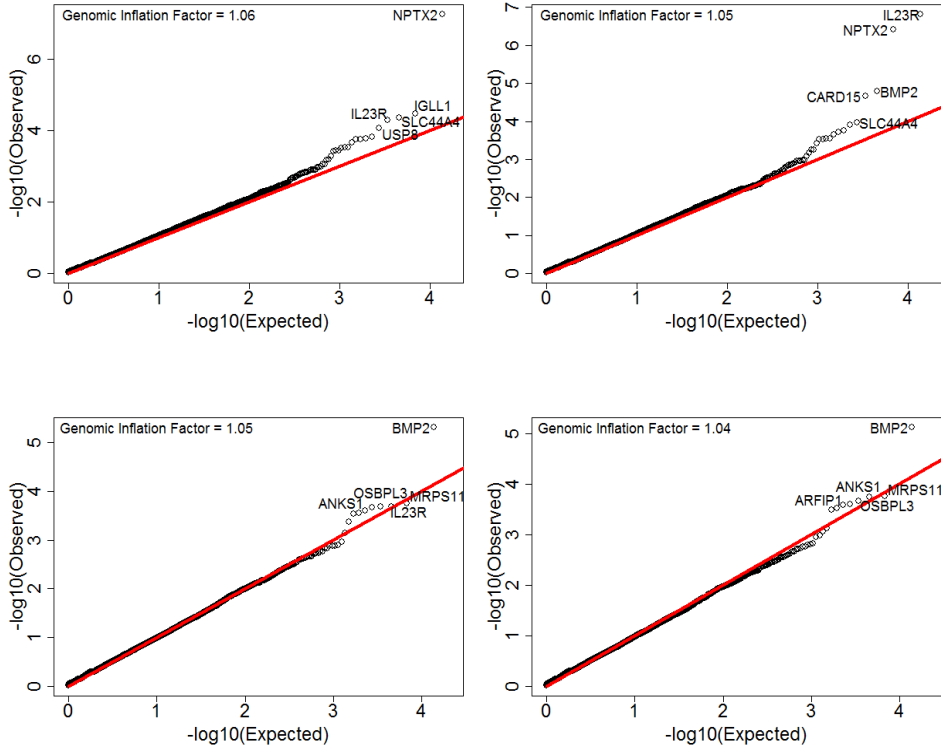 Genomic Inflation Factor = 1.06
NPTX2
IL23R
IGLL1
SLC44A4
USP8
-log10(Observed)
0
2
4
6
0
1
2
3
4
-log10(Expected)
Genomic Inflation Factor = 1.05
IL23R
NPTX2
CARD15
BMP2
SLC44A4
-log10(Observed)
0
1
2
3
4
5
6
7
0
1
2
3
4
-log10(Expected)
Genomic Inflation Factor = 1.05
BMP2
OSBPL3
ANKS1
MRPS11
IL23R
-log10(Observed)
0
1
2
3
4
5
0
1
2
3
4
-log10(Expected)
Genomic Inflation Factor = 1.04
BMP2
ANKS1
MRPS11
ARFIP1
OSBPL3
-log10(Observed)
0
1
2
3
4
5
0
1
2
3
4
-log10(Expected)